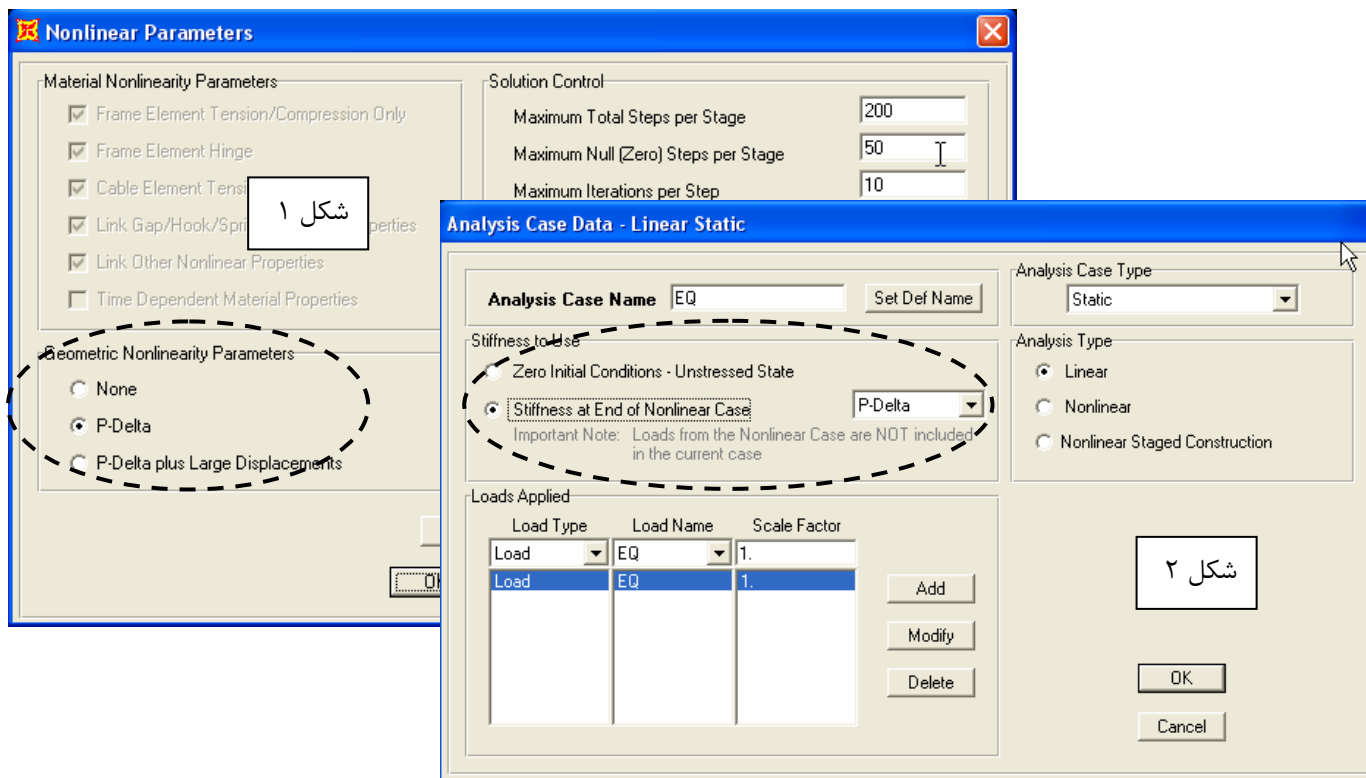 Nonlinear Parameters
Material Nonlinearity Parameters
Frame Element Tension/Compression Only
Frame Element Hinge
Cable Element
Link Gap/Hook/
Link Other Nonlinear Properties
Time Dependent Material Properties
شکل ۱
Geometric Nonlinearity Parameters
None
P-Delta
P-Delta plus Large Displacements
Solution Control
Maximum Total Steps per Stage 200
Maximum Null (Zero) Steps per Stage 50
Maximum Iterations per Step 10
Analysis Case Data - Linear Static
Analysis Case Name EQ Set Def Name
Analysis Case Type
Static
Stiffness to Use
Zero Initial Conditions - Unstressed State
Stiffness at End of Nonlinear Case P-Delta
Important Note: Loads from the Nonlinear Case are NOT included
in the current case
Analysis Type
Linear
Nonlinear
Nonlinear Staged Construction
Loads Applied
Load Type Load Name Scale Factor
Load EQ 1.
Load EQ 1.
Add
Modify
Delete
شکل ۲
OK
Cancel